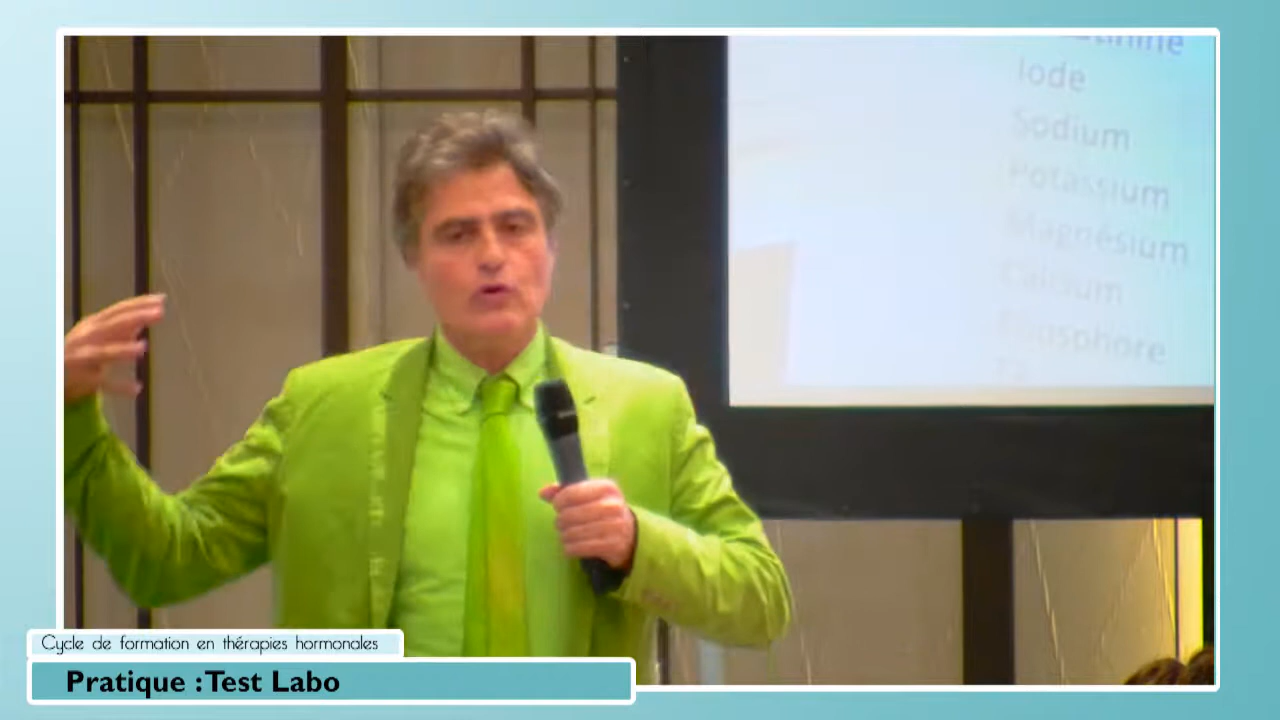 Iode
Sodium
Potassium
Magnésium
Calcium
Phosphore
Cycle de formation en thérapies hormonales
Pratique :Test Labo